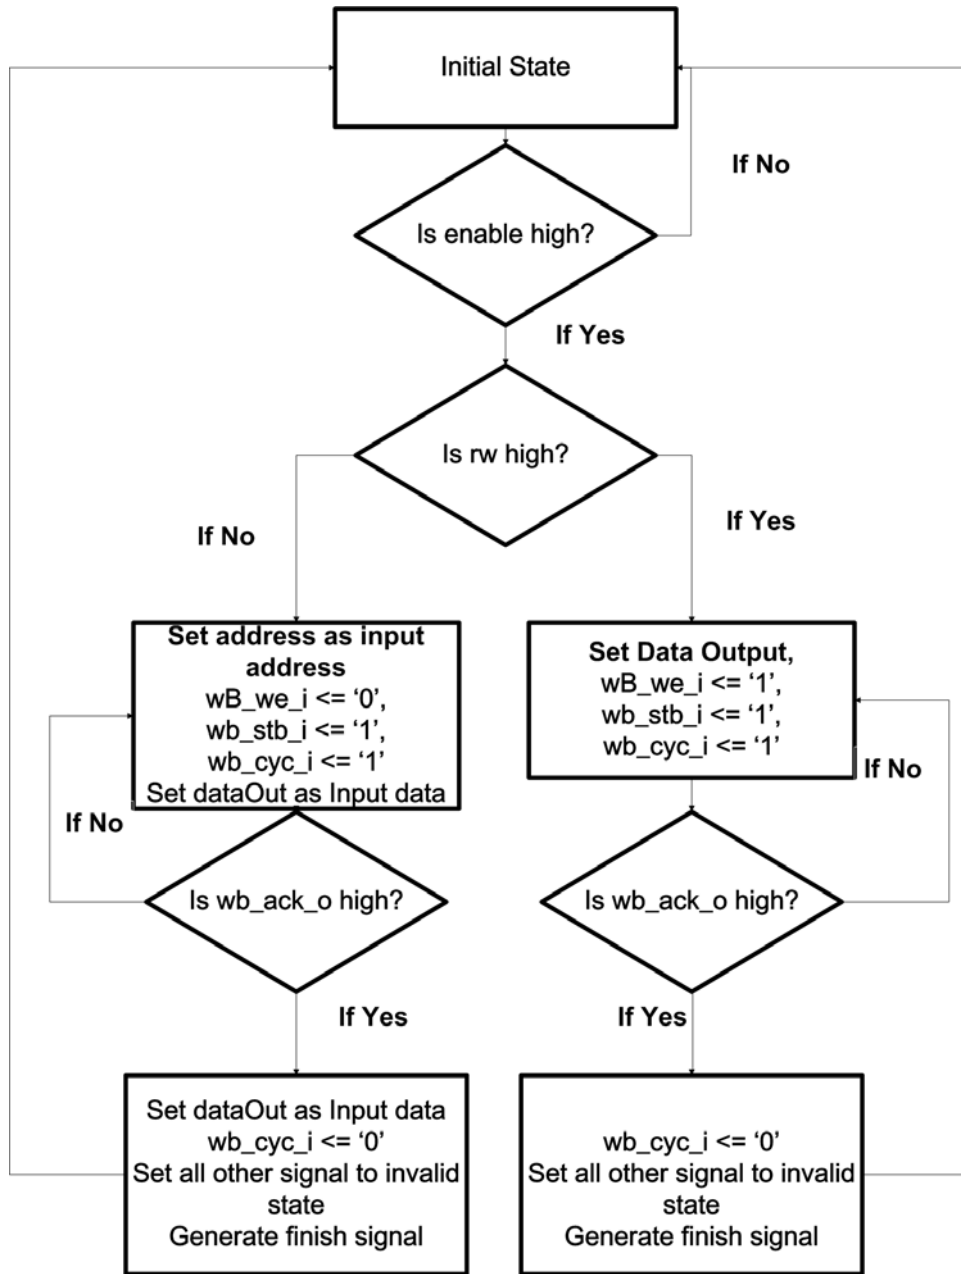 Initial State
If No
Is enable high?
If Yes
Is rw high?
If No
If Yes
Set address as input
address
wB_we_i <= ‘0’,
wb_stb_i <= ‘1’,
wb_cyc_i <= ‘1’
Set dataOut as Input data
If No
Is wb_ack_o high?
If Yes
Set dataOut as Input data
wb_cyc_i <= ‘0’
Set all other signal to invalid
state
Generate finish signal
Set Data Output,
wB_we_i <= ‘1’,
wb_stb_i <= ‘1’,
wb_cyc_i <= ‘1’
If No
Is wb_ack_o high?
If Yes
wb_cyc_i <= ‘0’
Set all other signal to invalid
state
Generate finish signal